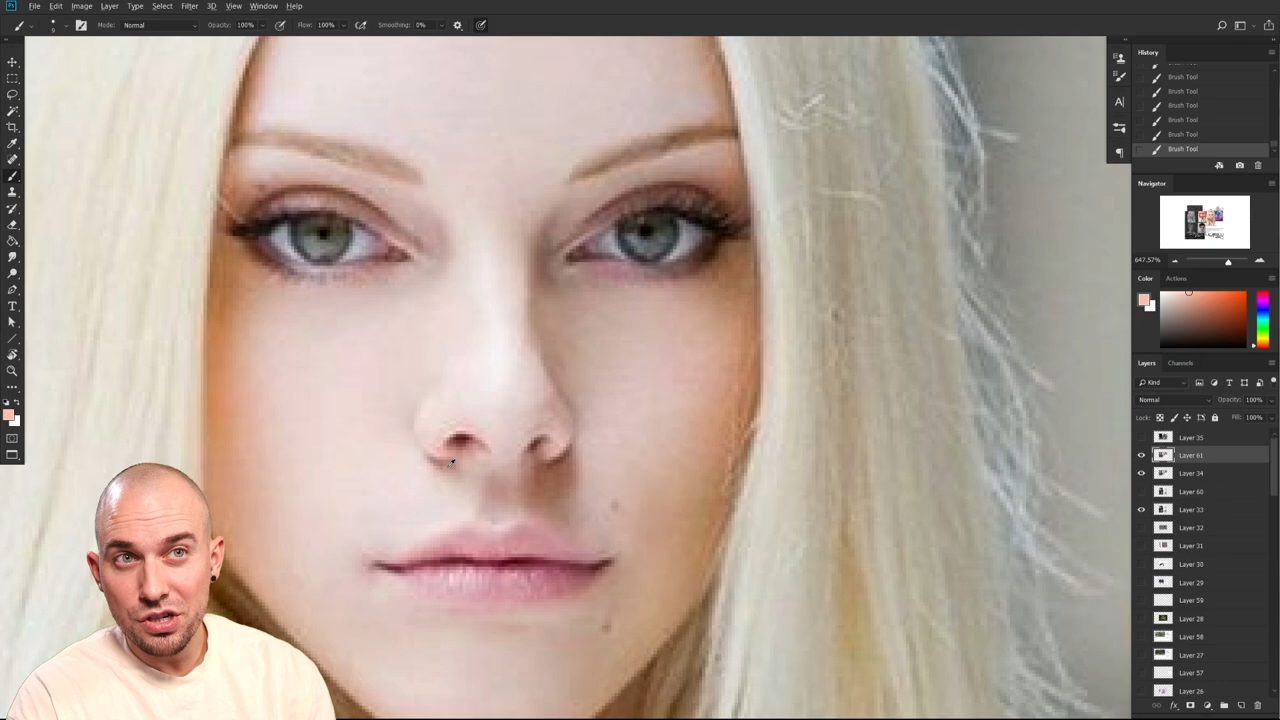 Ps File Edit Image Layer Type Select Filter 3D View Window Help
9 Mode: Normal Opacity: 100% Flow: 100% Smoothing: 0%
History
Brush Tool
Brush Tool
Brush Tool
Brush Tool
Brush Tool
Brush Tool
Navigator
647.57%
Color Actions
Layers Channels
Kind
Normal Opacity: 100%
Lock: Fill: 100%
Layer 35
Layer 61
Layer 34
Layer 60
Layer 33
Layer 32
Layer 31
Layer 30
Layer 29
Layer 59
Layer 28
Layer 58
Layer 27
Layer 57
Layer 26